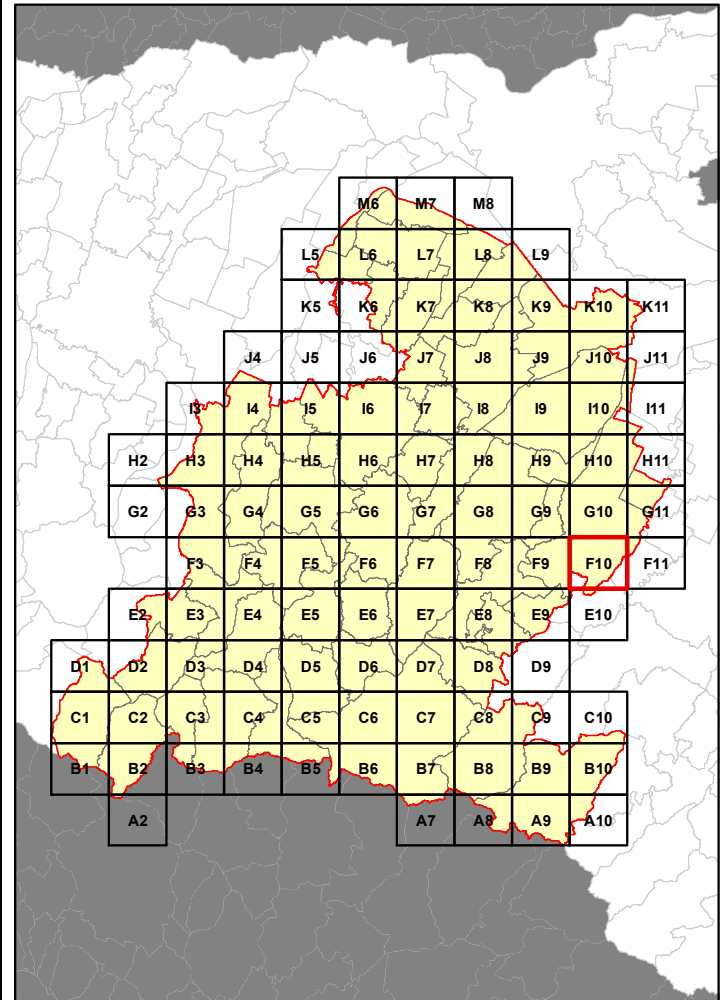 M6 M7 M8
L5 L6 L7 L8 L9
K5 K6 K7 K8 K9 K10 K11
J4 J5 J6 J7 J8 J9 J10 J11
I3 I4 I5 I6 I7 I8 I9 I10 I11
H2 H3 H4 H5 H6 H7 H8 H9 H10 H11
G2 G3 G4 G5 G6 G7 G8 G9 G10 G11
F3 F4 F5 F6 F7 F8 F9 F10 F11
E2 E3 E4 E5 E6 E7 E8 E9 E10
D1 D2 D3 D4 D5 D6 D7 D8 D9
C1 C2 C3 C4 C5 C6 C7 C8 C9 C10
B1 B2 B3 B4 B5 B6 B7 B8 B9 B10
A2 A7 A8 A9 A10